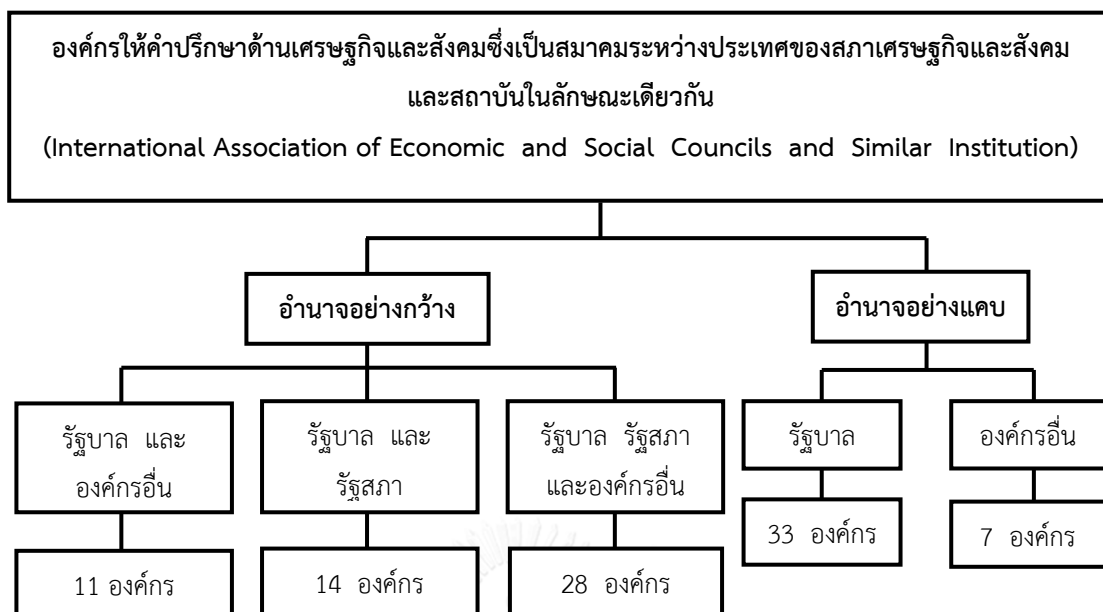 องค์กรให้คำปรึกษาด้านเศรษฐกิจและสังคมซึ่งเป็นสมาคมระหว่างประเทศของสภาเศรษฐกิจและสังคม
และสถาบันในลักษณะเดียวกัน
(International Association of Economic and Social Councils and Similar Institution)
อำนาจอย่างกว้าง
อำนาจอย่างแคบ
รัฐบาล และ
องค์กรอื่น
รัฐบาล และ
รัฐสภา
รัฐบาล รัฐสภา
และองค์กรอื่น
รัฐบาล
องค์กรอื่น
11 องค์กร
14 องค์กร
28 องค์กร
33 องค์กร
7 องค์กร